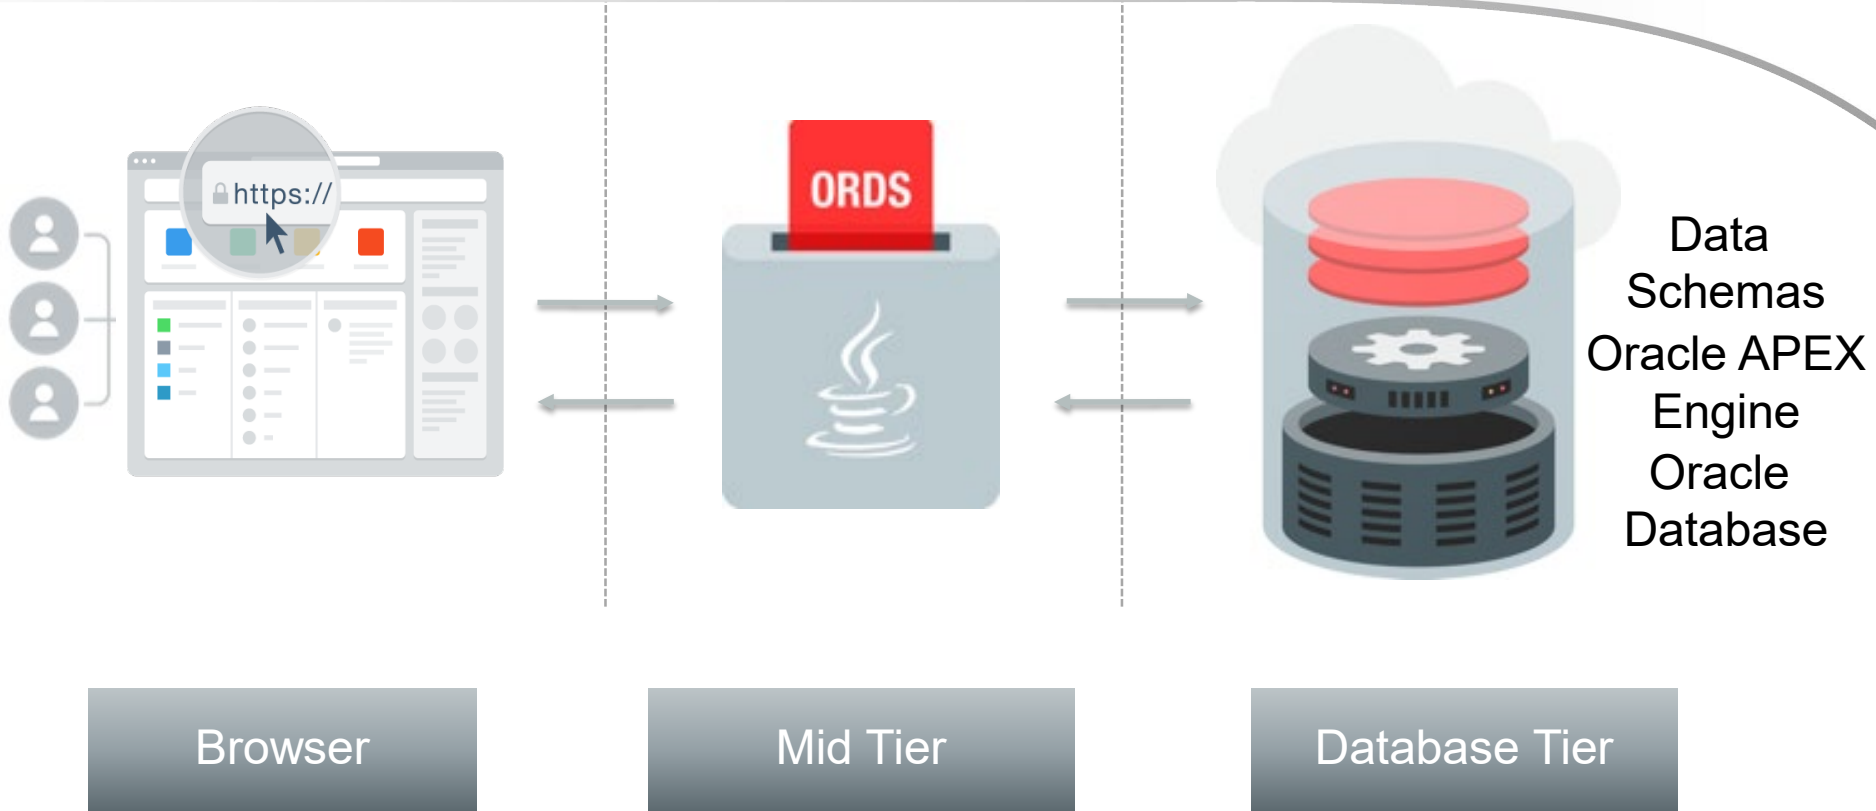 https://
ORDS
Data
Schemas
Oracle APEX
Engine
Oracle
Database
Browser
Mid Tier
Database Tier